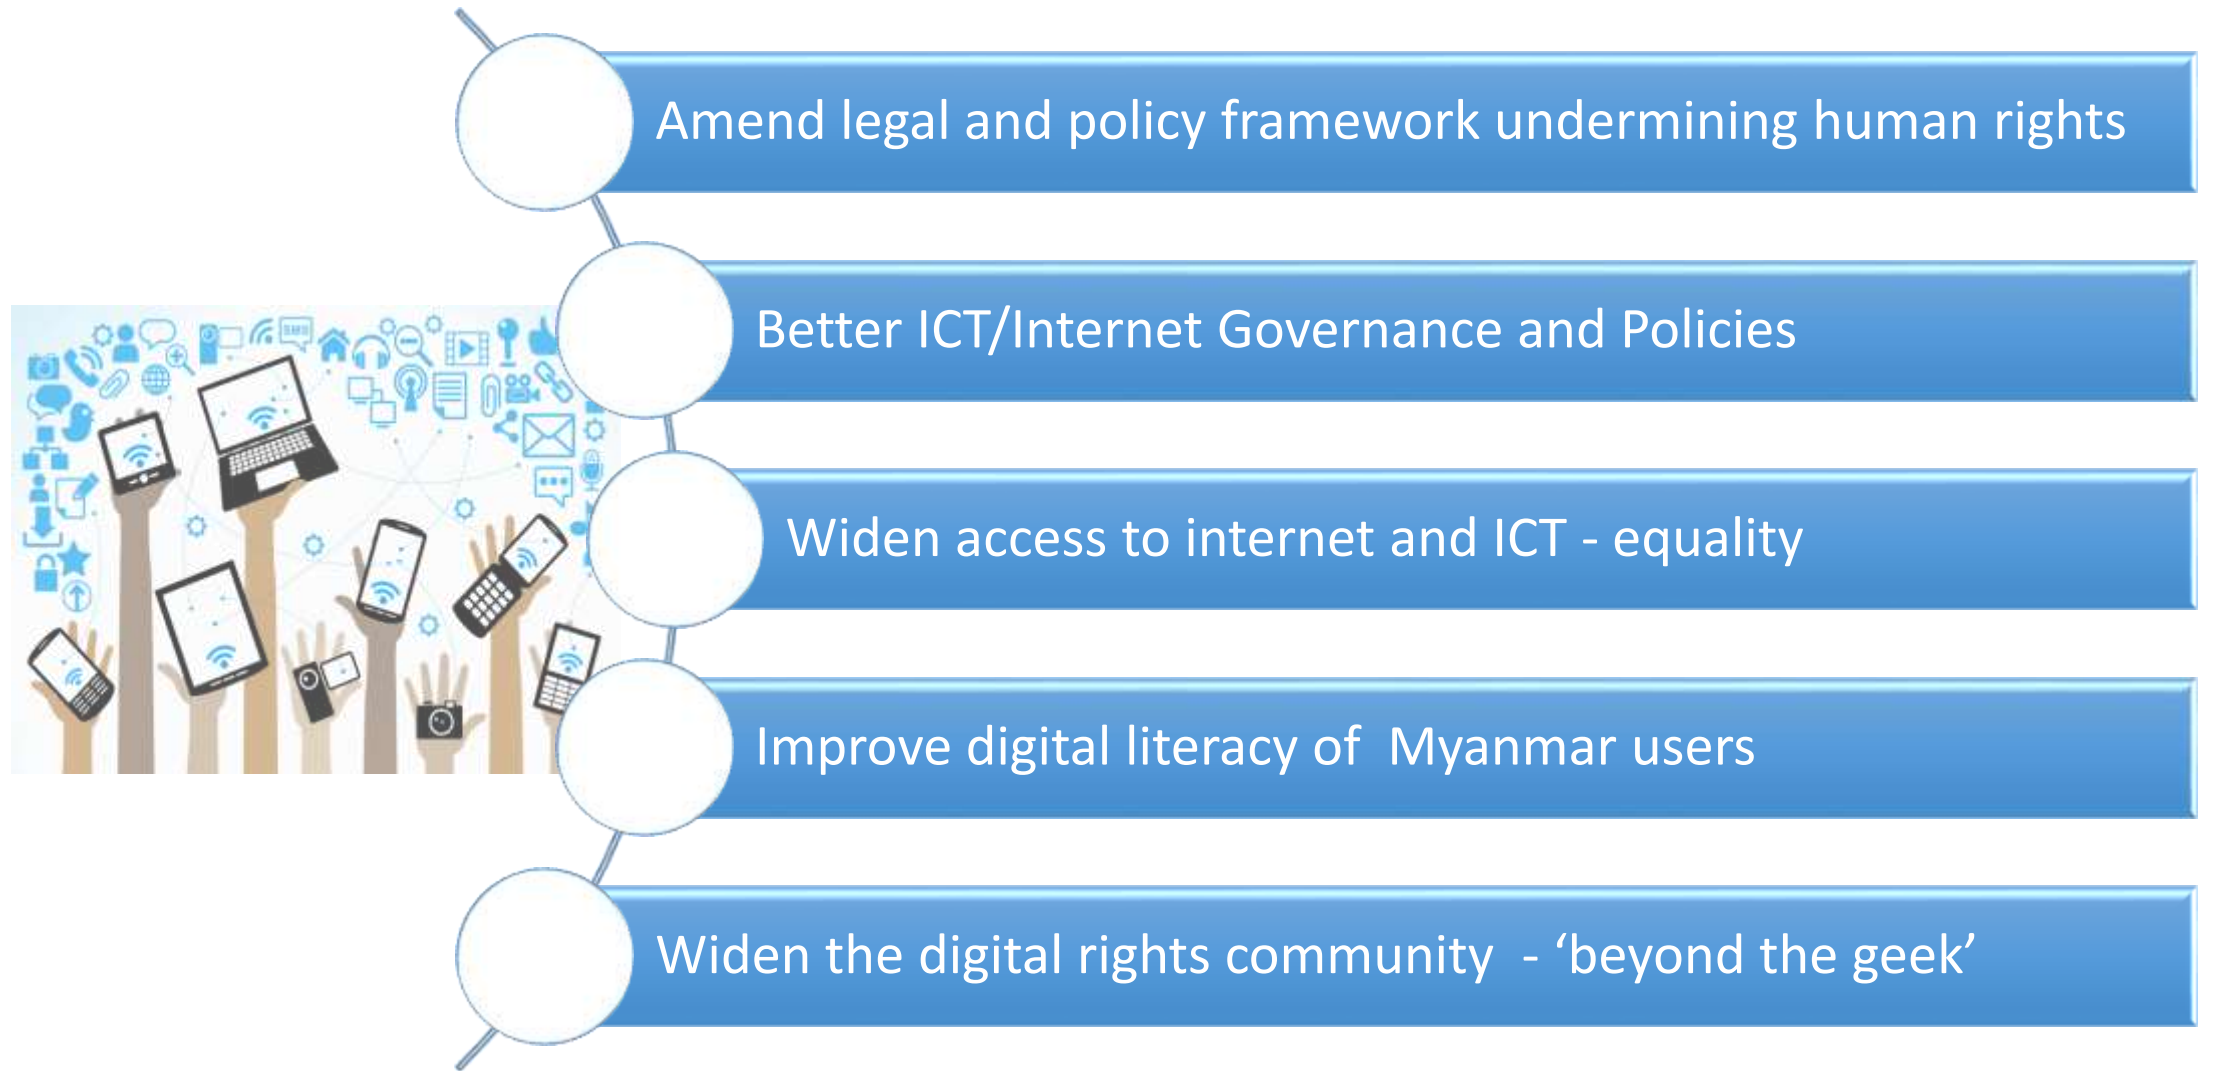 Amend legal and policy framework undermining human rights
Better ICT/Internet Governance and Policies
SMS
Widen access to internet and ICT - equality
Improve digital literacy of  Myanmar users
Widen the digital rights community  - ‘beyond the geek’